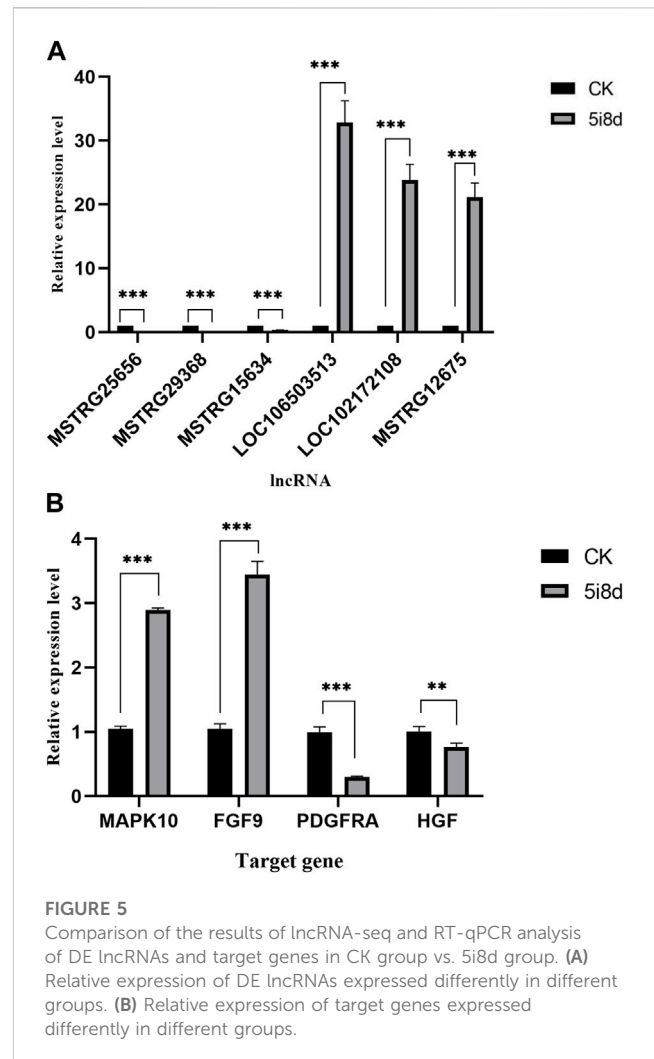 A
***
***
***
***
***
***
CK
5i8d
40
30
20
10
0
Relative expression level
MSTRG25656
MSTRG29368
MSTRG15634
LOC106503513
LOC102172108
MSTRG12675
lncRNA
B
***
***
***
**
CK
5i8d
4
3
2
1
0
Relative expression level
MAPK10 FGF9 PDGFRA HGF
Target gene
FIGURE 5
Comparison of the results of lncRNA-seq and RT-qPCR analysis
of DE lncRNAs and target genes in CK group vs. 5i8d group. (A)
Relative expression of DE lncRNAs expressed differently in different
groups. (B) Relative expression of target genes expressed
differently in different groups.